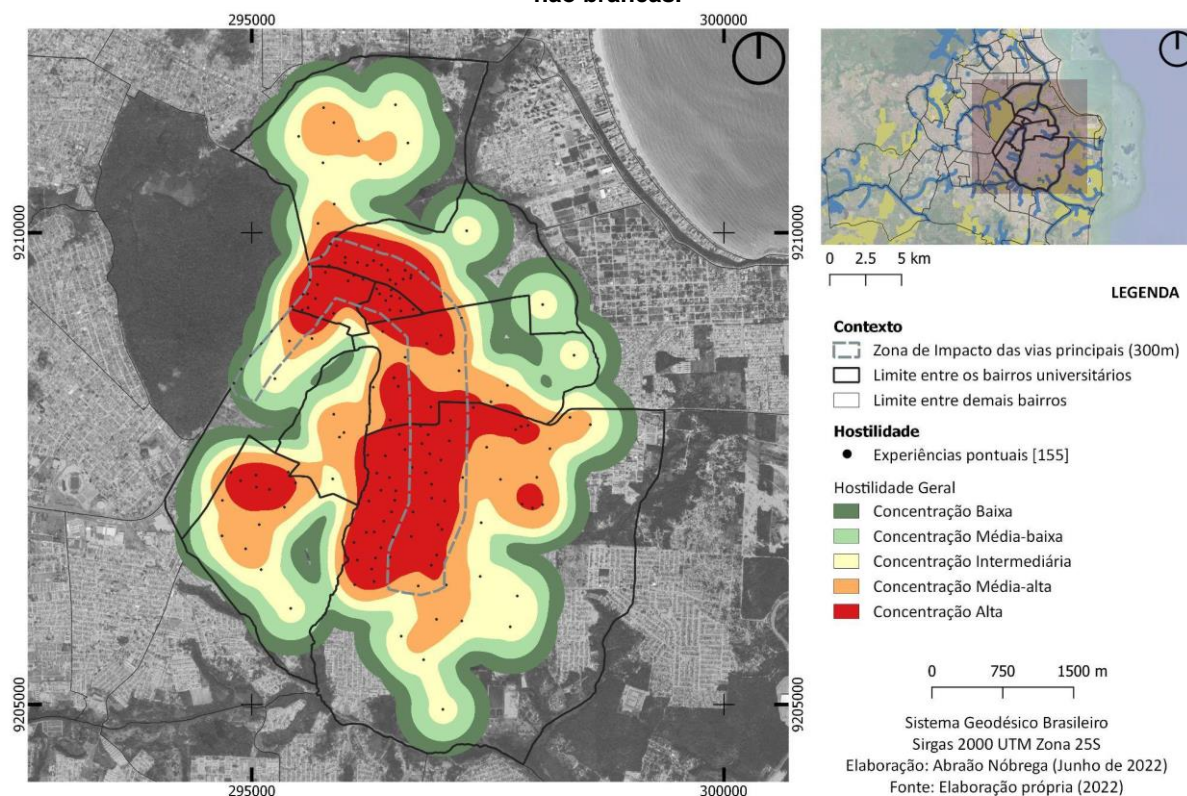 não brancas.
295000
300000
9210000
9210000
9205000
9205000
295000
300000
0 2.5 5 km
LEGENDA
Contexto
Zona de Impacto das vias principais (300m)
Limite entre os bairros universitários
Limite entre demais bairros
Hostilidade
Experiências pontuais [155]
Hostilidade Geral
Concentração Baixa
Concentração Média-baixa
Concentração Intermediária
Concentração Média-alta
Concentração Alta
0 750 1500 m
Sistema Geodésico Brasileiro
Sirgas 2000 UTM Zona 25S
Elaboração: Abraão Nóbrega (Junho de 2022)
Fonte: Elaboração própria (2022)